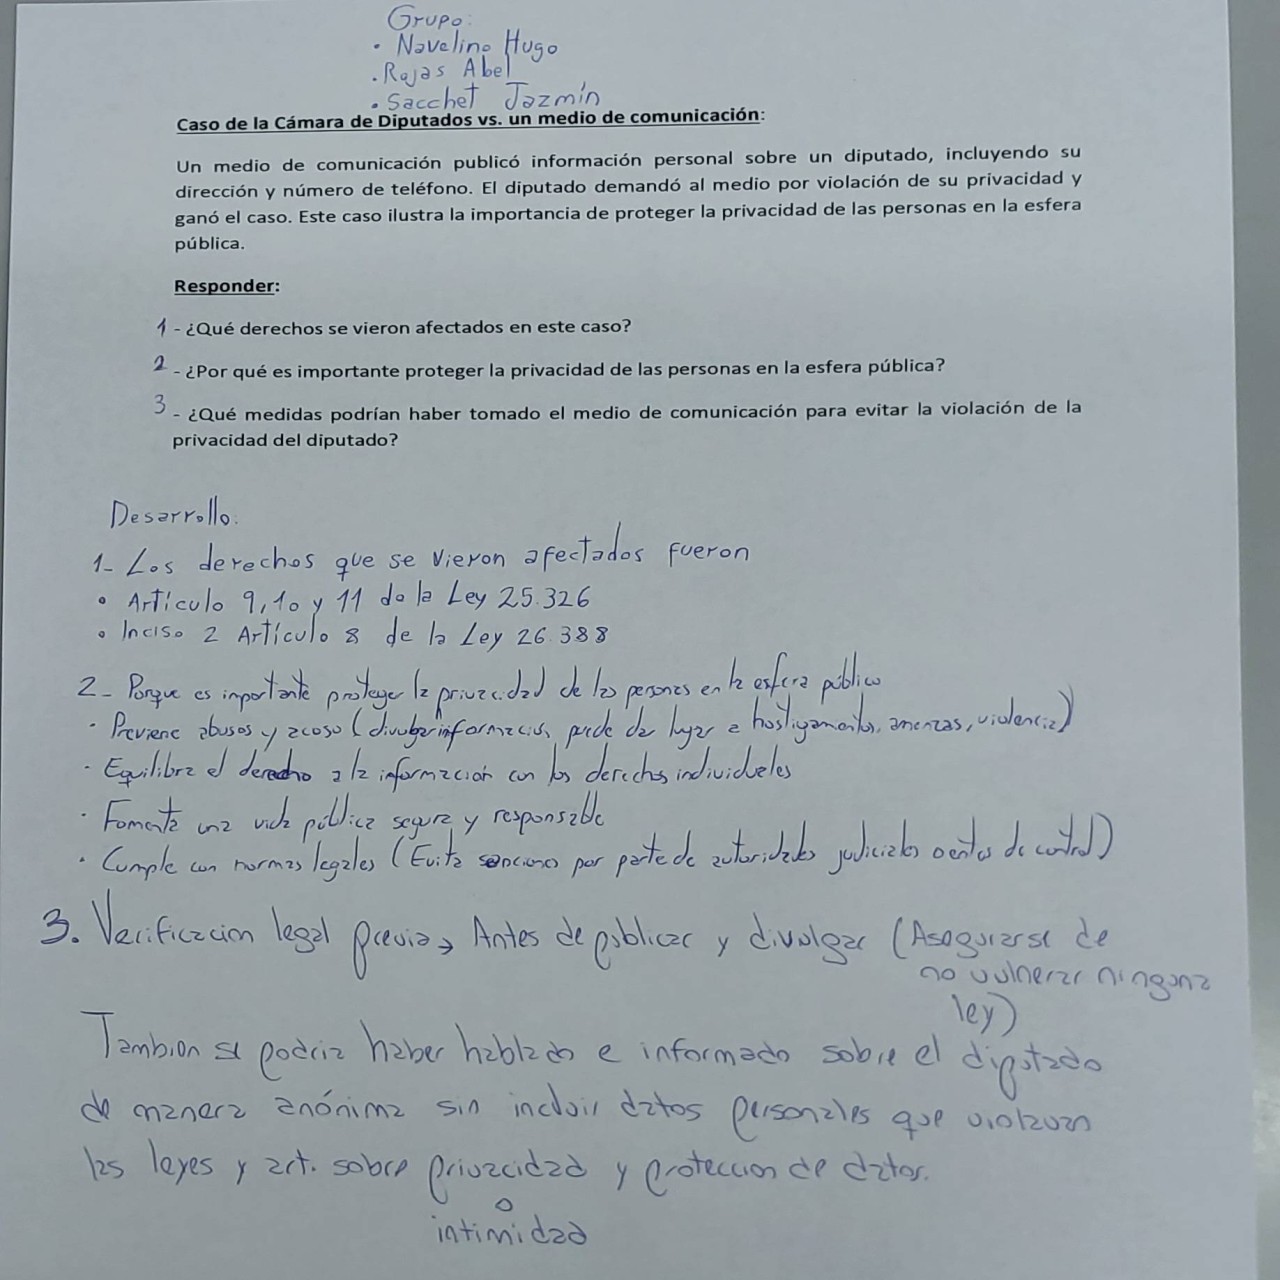 Grupo:
• Navelino Hugo
• Rojas Abel
• Sacchet Jazmín
Caso de la Cámara de Diputados vs. un medio de comunicación:
Un medio de comunicación publicó información personal sobre un diputado, incluyendo su
dirección y número de teléfono. El diputado demandó al medio por violación de su privacidad y
ganó el caso. Este caso ilustra la importancia de proteger la privacidad de las personas en la esfera
pública.
Responder:
1 - ¿Qué derechos se vieron afectados en este caso?
2 - ¿Por qué es importante proteger la privacidad de las personas en la esfera pública?
3 - ¿Qué medidas podrían haber tomado el medio de comunicación para evitar la violación de la
privacidad del diputado?
Desarrollo:
1- Los derechos que se vieron afectados fueron
• Artículo 9, 10 y 11 de la Ley 25.326
• Inciso 2 Artículo 8 de la Ley 26.388
2- Porque es importante proteger la privacidad de las personas en la esfera público
• Previene abusos y acoso (divulgar información, puede dar lugar a hostigamientos, amenzas, violencia)
• Equilibra el derecho a la información con los derechos individuales
• Fomenta una vida pública segura y responsable
• Cumple con normas legales (Evita sanciones por parte de autoridades judiciales o entes de control)
3. Verificacion legal previa, Antes de publicar y divulgar (Asegurarse de
no vulnerar ninguna
ley)
Tambion se podria haber hablado e informado sobre el diputado
de manera anónima sin incluir datos personales que violaban
las leyes y art. sobre privacidad y proteccion de datos.
o
intimidad